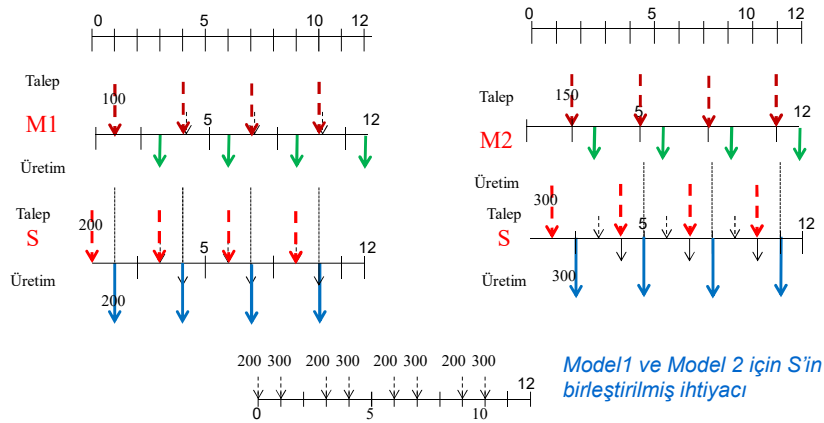 0 5 10 12
Talep
100
M1
5
12
Üretim
Talep
200
S
5
12
Üretim
200
0 5 10 12
Talep
150
5
12
M2
Üretim
300
Talep
S
5
12
Üretim
300
200 300 200 300 200 300 200 300
12
0 5 10
Model1 ve Model 2 için S’in
birleştirilmiş ihtiyacı